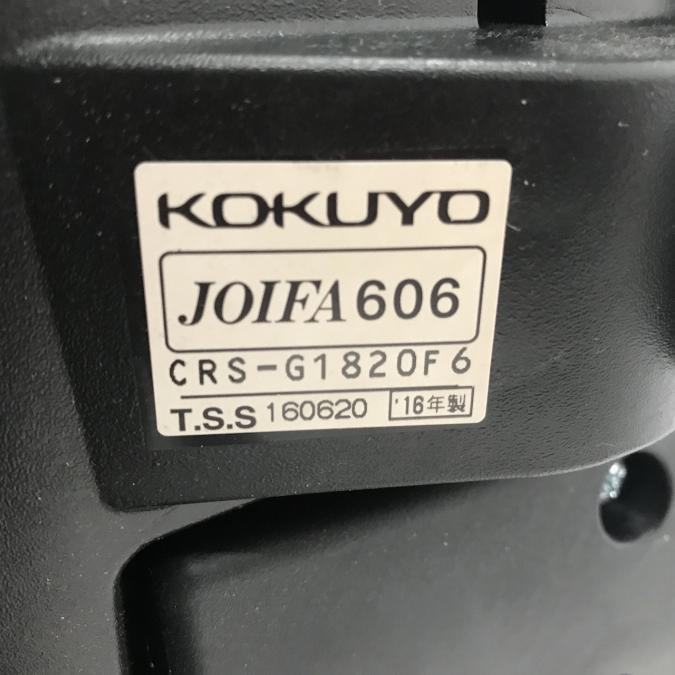 KOKUYO
JOIFA 606
CRS-G1820F6
T.S.S 160620 '16年製